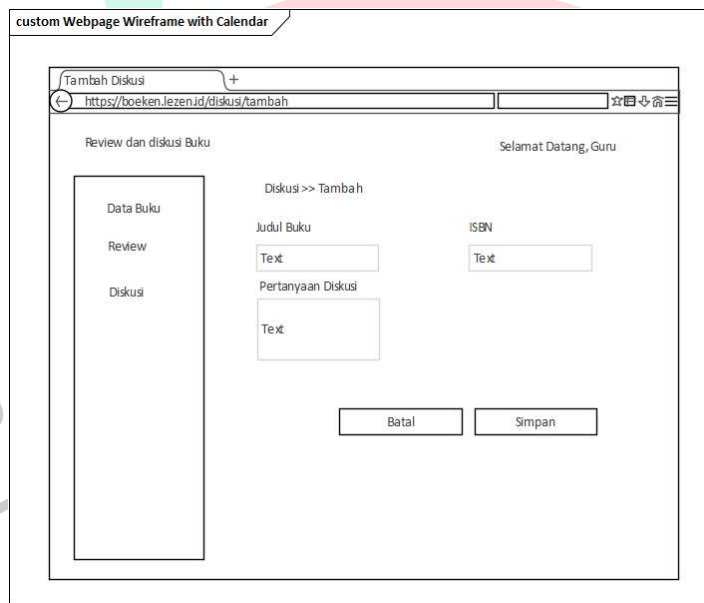 custom Webpage Wireframe with Calendar
Tambah Diskusi
+
https://boeken.lezen.id/diskusi/tambah
Review dan diskusi Buku
Selamat Datang, Guru
Data Buku
Review
Diskusi
Diskusi >> Tambah
Judul Buku
ISBN
Text
Text
Pertanyaan Diskusi
Text
Batal
Simpan